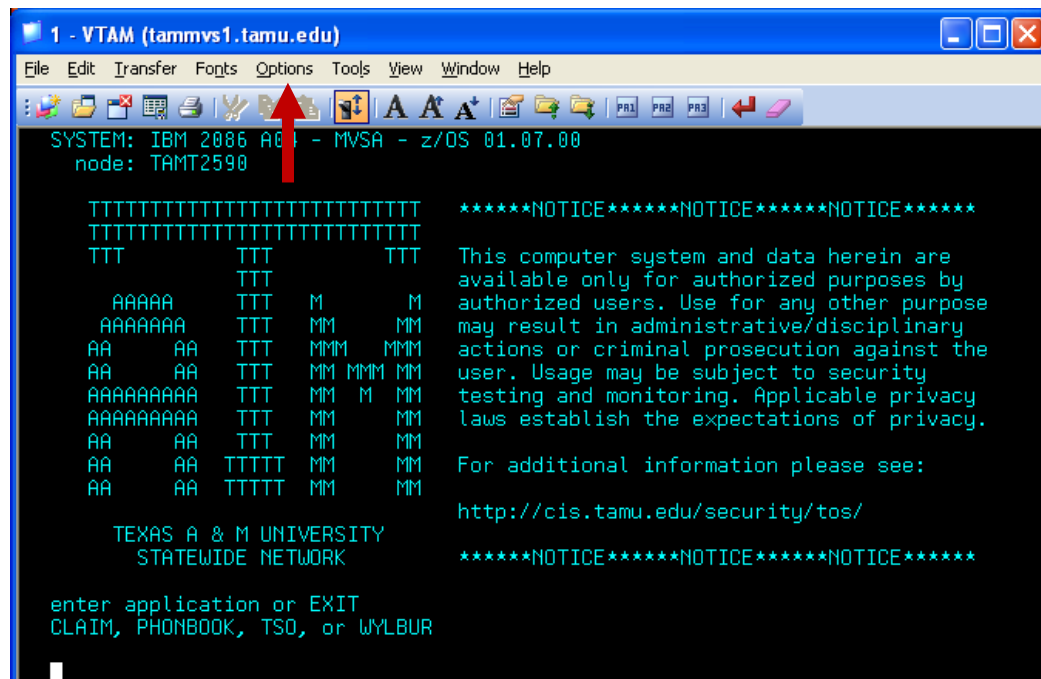 1 - VTAM (tammvs1.tamu.edu)
File Edit Transfer Fonts Options Tools View Window Help
A A A PA1 PA2 PA3
SYSTEM: IBM 2086 - MVSA - z/OS 01.07.00
node: TAMT2590
TTTTTTTTTTTTTTTTTTTTTTTTTTT ******NOTICE******NOTICE******NOTICE******
TTTTTTTTTTTTTTTTTTTTTTTTTTT
TTT TTT TTT This computer system and data herein are
TTT available only for authorized purposes by
AAAAA TTT M M authorized users. Use for any other purpose
AAAAAAA TTT MM MM may result in administrative/disciplinary
AA AA TTT MMM MMM actions or criminal prosecution against the
AA AA TTT MM MMM MM user. Usage may be subject to security
AAAAAAAAA TTT MM M MM testing and monitoring. Applicable privacy
AAAAAAAAA TTT MM MM laws establish the expectations of privacy.
AA AA TTT MM MM
AA AA TTTTT MM MM For additional information please see:
AA AA TTTTT MM MM
http://cis.tamu.edu/security/tos/
TEXAS A & M UNIVERSITY
STATEWIDE NETWORK ******NOTICE******NOTICE******NOTICE******
enter application or EXIT
CLAIM, PHONBOOK, TSO, or WYLBUR